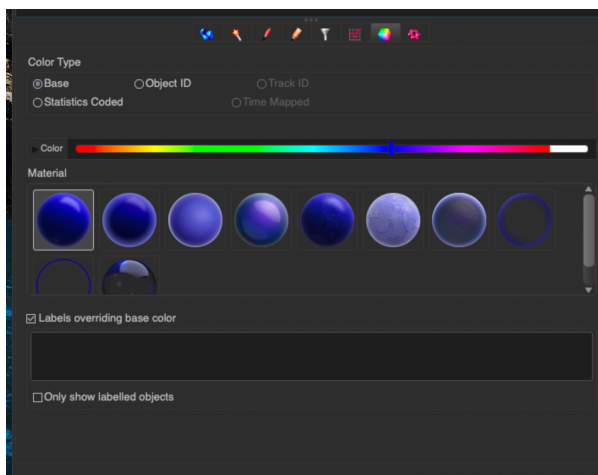 Color Type
Base Object ID Track ID
Statistics Coded Time Mapped
Color
Material
Labels overriding base color
Only show labelled objects